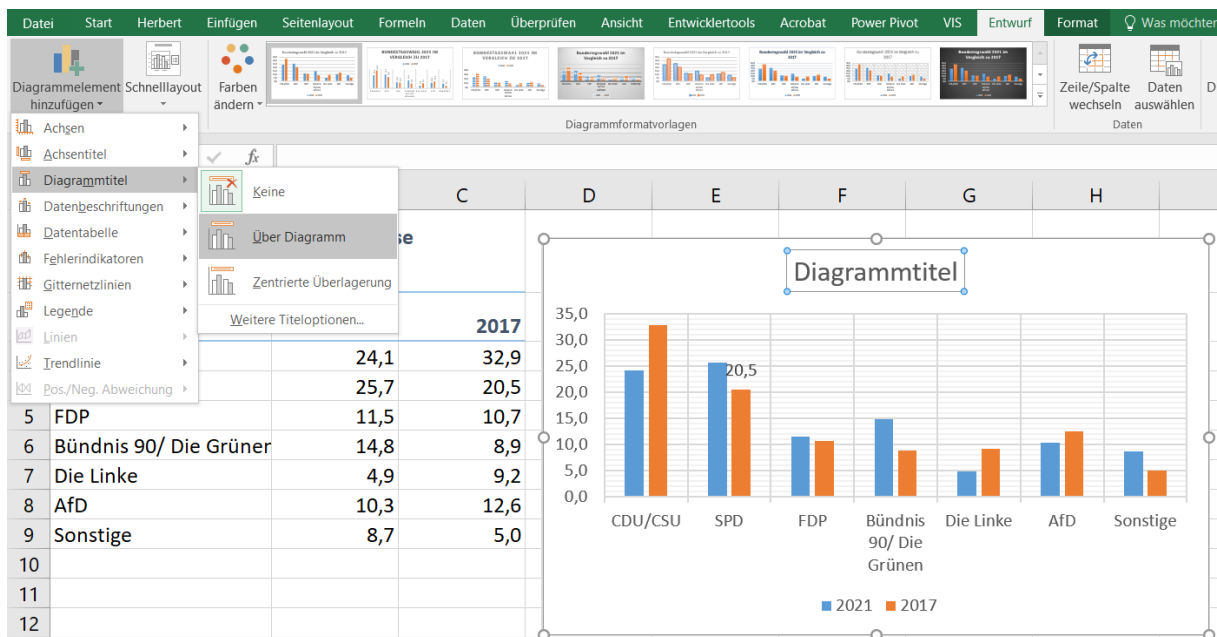 Datei Start Herbert Einfügen Seitenlayout Formeln Daten Überprüfen Ansicht Entwicklertools Acrobat Power Pivot VIS Entwurf Format Was möchten
Diagrammelement hinzufügen
Schnelllayout
Farben ändern
Zeile/Spalte wechseln
Daten auswählen
D
Diagrammformatvorlagen
Daten
Achsen
Achsentitel
Diagrammtitel
Datenbeschriftungen
Datentabelle
Fehlerindikatoren
Gitternetzlinien
Legende
Linien
Trendlinie
Pos./Neg. Abweichung
Keine
Über Diagramm
Zentrierte Überlagerung
Weitere Titeloptionen...
fx
C D E F G H
se
2017
24,1 32,9
25,7 20,5
5 FDP 11,5 10,7
6 Bündnis 90/ Die Grüner 14,8 8,9
7 Die Linke 4,9 9,2
8 AfD 10,3 12,6
9 Sonstige 8,7 5,0
10
11
12
Diagrammtitel
35,0
30,0
25,0
20,0
15,0
10,0
5,0
0,0
20,5
CDU/CSU SPD FDP Bündnis Die Linke AfD Sonstige
90/ Die
Grünen
2021 2017